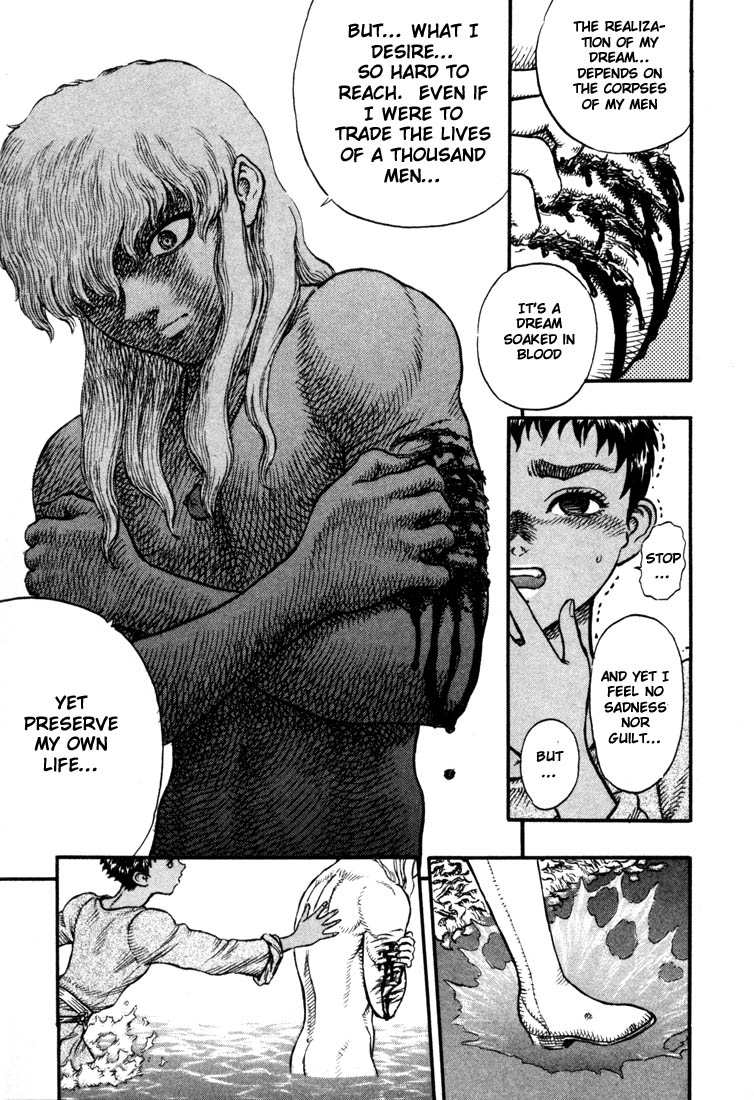 THE REALIZA-
TION OF MY
DREAM...
DEPENDS ON
THE CORPSES
OF MY MEN
IT'S A
DREAM
SOAKED IN
BLOOD
STOP
...
AND YET I
FEEL NO
SADNESS
NOR
GUILT...
BUT
...
BUT... WHAT I
DESIRE...
SO HARD TO
REACH. EVEN IF
I WERE TO
TRADE THE LIVES
OF A THOUSAND
MEN...
YET
PRESERVE
MY OWN
LIFE...